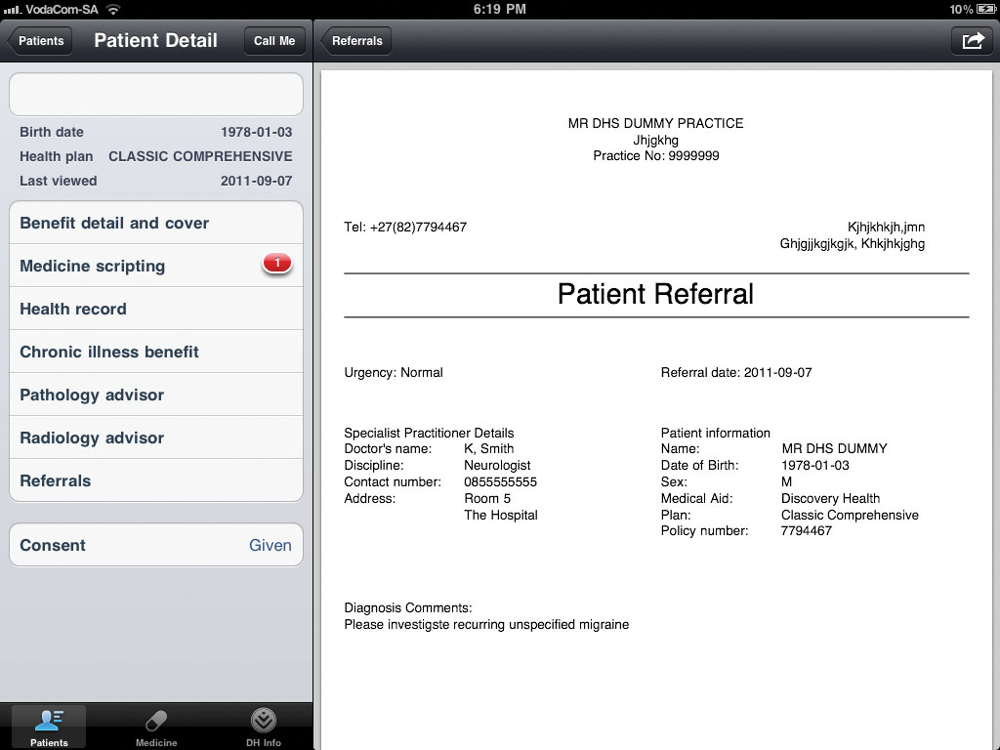 VodaCom-SA 6:19 PM 10%
Patients Patient Detail Call Me
Birth date 1978-01-03
Health plan CLASSIC COMPREHENSIVE
Last viewed 2011-09-07
Benefit detail and cover
Medicine scripting 1
Health record
Chronic illness benefit
Pathology advisor
Radiology advisor
Referrals
Consent Given
Patients Medicine DH Info
Referrals
MR DHS DUMMY PRACTICE
Jhjgkhg
Practice No: 9999999
Tel: +27(82)7794467 Kjhjkhkjh,jmn
Ghjgjjkgjkgjk, Khkjhkjghg
Patient Referral
Urgency: Normal Referral date: 2011-09-07
Specialist Practitioner Details
Doctor's name: K, Smith
Discipline: Neurologist
Contact number: 0855555555
Address: Room 5
The Hospital
Patient information
Name: MR DHS DUMMY
Date of Birth: 1978-01-03
Sex: M
Medical Aid: Discovery Health
Plan: Classic Comprehensive
Policy number: 7794467
Diagnosis Comments:
Please investigste recurring unspecified migraine